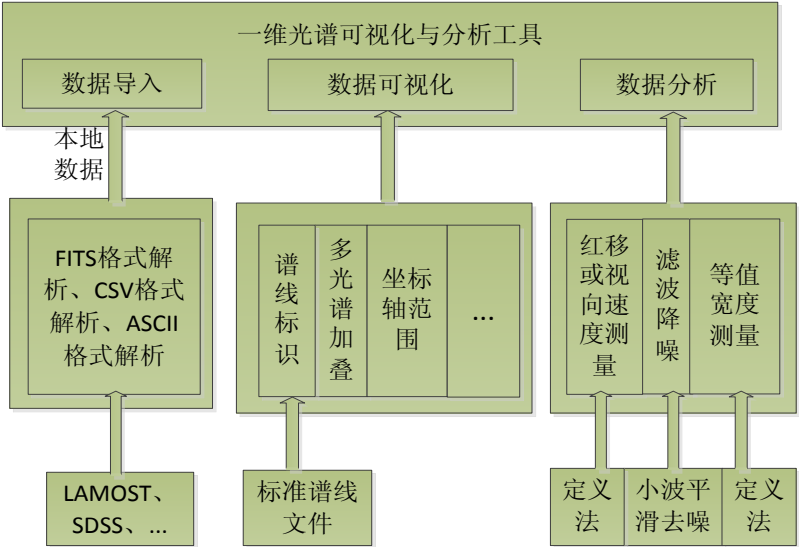 一维光谱可视化与分析工具
数据导入
数据可视化
数据分析
本地
数据
FITS格式解
析、CSV格式
解析、ASCII
格式解析
谱
线
标
识
多
光
谱
加
叠
坐标
轴范
围
...
红移
或视
向速
度测
量
滤
波
降
噪
等值
宽度
测量
LAMOST、
SDSS、...
标准谱线
文件
定义
法
小波平
滑去噪
定义
法